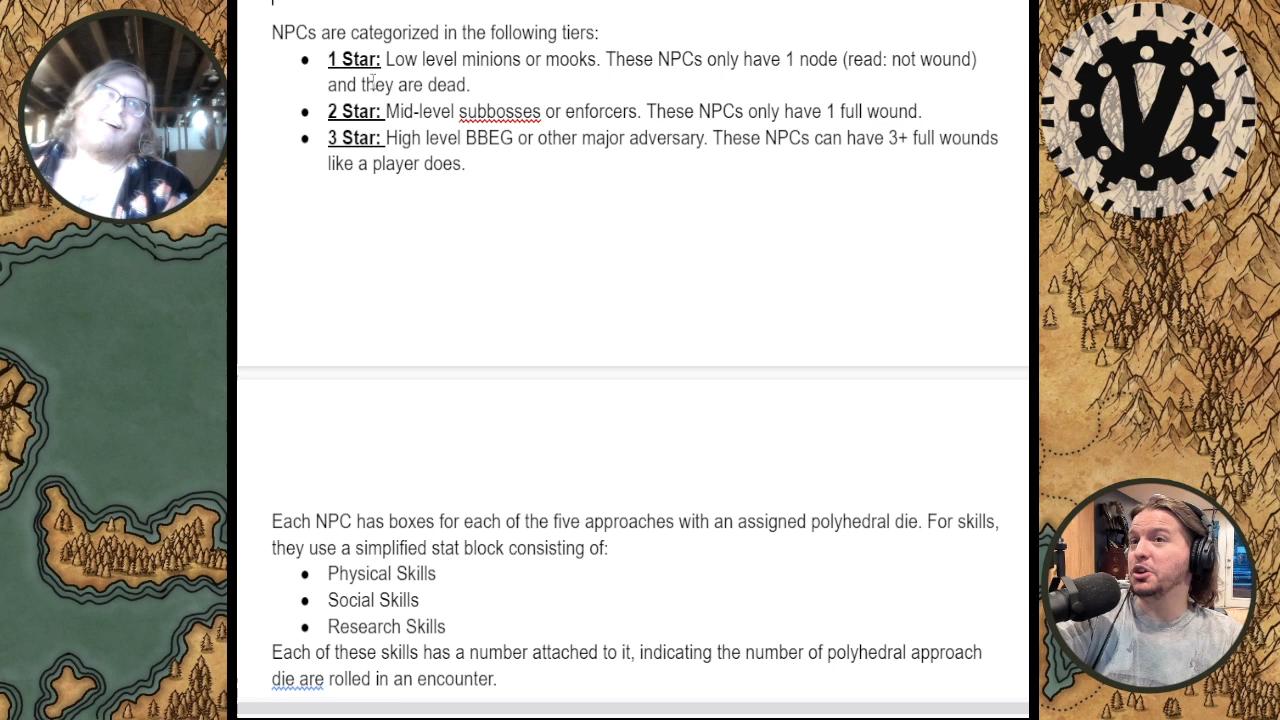 NPCs are categorized in the following tiers:
● 1 Star: Low level minions or mooks. These NPCs only have 1 node (read: not wound)
and they are dead.
● 2 Star: Mid-level subbosses or enforcers. These NPCs only have 1 full wound.
● 3 Star: High level BBEG or other major adversary. These NPCs can have 3+ full wounds
like a player does.
Each NPC has boxes for each of the five approaches with an assigned polyhedral die. For skills,
they use a simplified stat block consisting of:
● Physical Skills
● Social Skills
● Research Skills
Each of these skills has a number attached to it, indicating the number of polyhedral approach
die are rolled in an encounter.
V